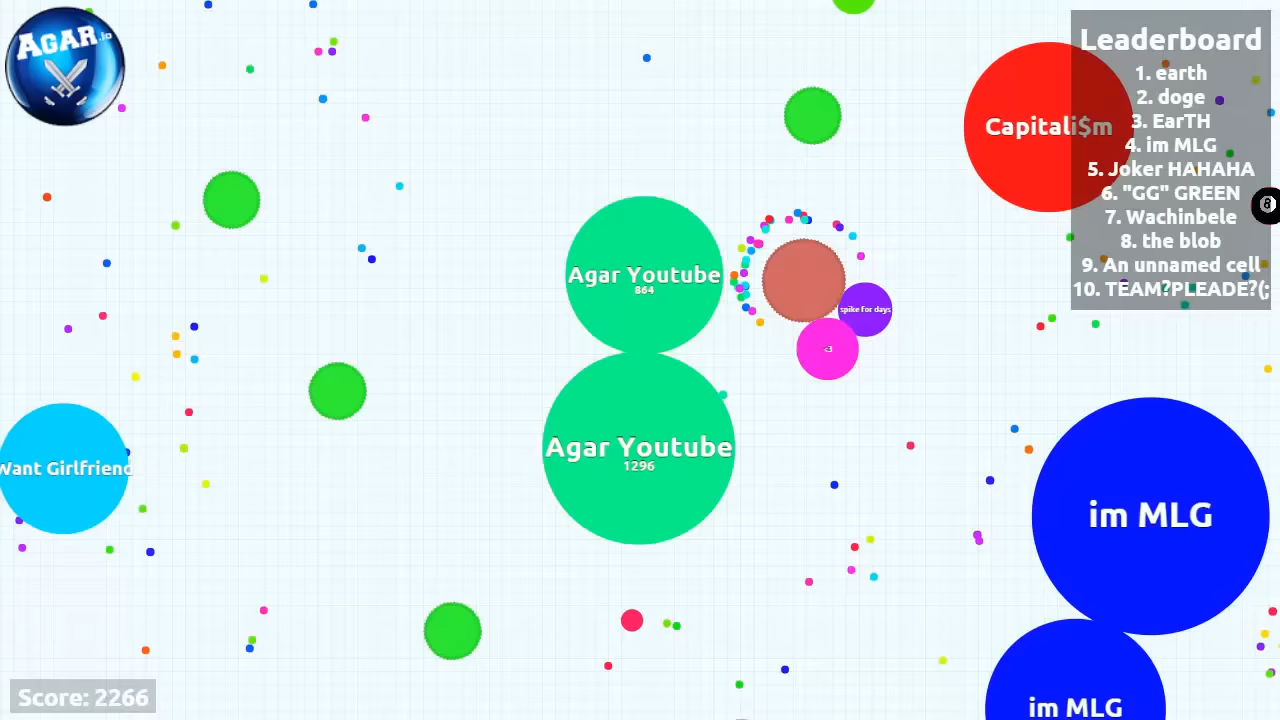 AGAR.io
Leaderboard
1. earth
2. doge
3. EarTH
4. im MLG
5. Joker HAHAHA
6. "GG" GREEN
7. Wachinbele
8. the blob
9. An unnamed cell
10. TEAM?PLEADE?(;
Capitali$m
8
Agar Youtube
864
spike for days
<3
Agar Youtube
1296
Want Girlfriend
im MLG
im MLG
Score: 2266